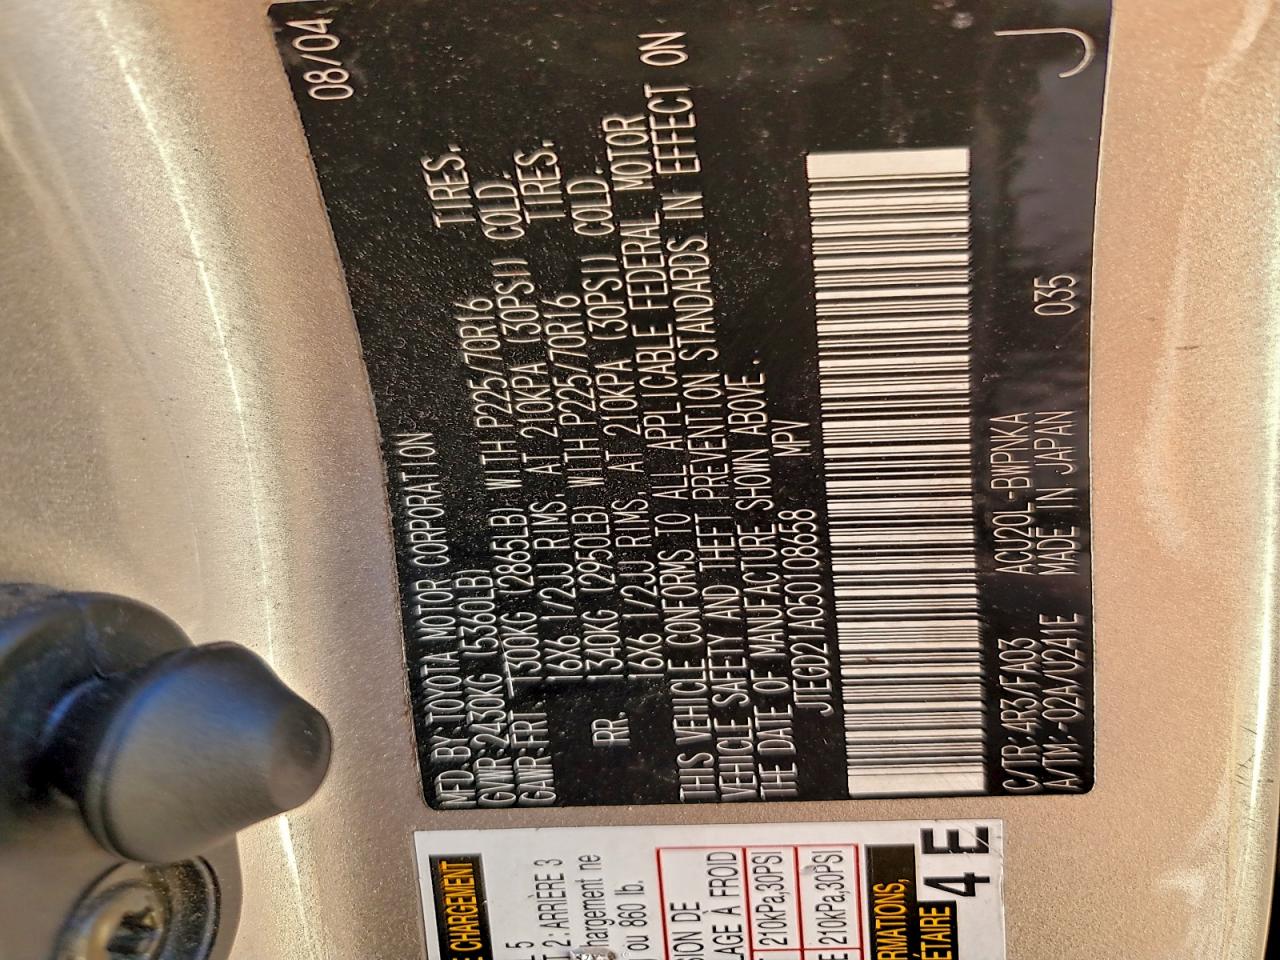 MFD. BY: TOYOTA MOTOR CORPORATION 08/04
GVWR: 2430KG (5360LB)
GAWR: FRT. 1300KG (2865LB) WITH P225/70R16 TIRES.
16X6 1/2JJ RIMS. AT 210KPA (30PSI) COLD.
RR. 1340KG (2950LB) WITH P225/70R16 TIRES.
16X6 1/2JJ RIMS. AT 210KPA (30PSI) COLD.
THIS VEHICLE CONFORMS TO ALL APPLICABLE FEDERAL MOTOR
VEHICLE SAFETY AND THEFT PREVENTION STANDARDS IN EFFECT ON
THE DATE OF MANUFACTURE SHOWN ABOVE.
JTEGD21A050108658 MPV
C/TR: 4R3/FA03 ACU20L-BWPNKA 035 J
A/TM: -02A/U241E MADE IN JAPAN
E CHARGEMENT
5
T 2: ARRIÈRE 3
hargement ne
ou 860 lb.
SION DE
LAGE À FROID
210kPa,30PSI
210kPa,30PSI
RMATIONS,
ÉTAIRE 4 E